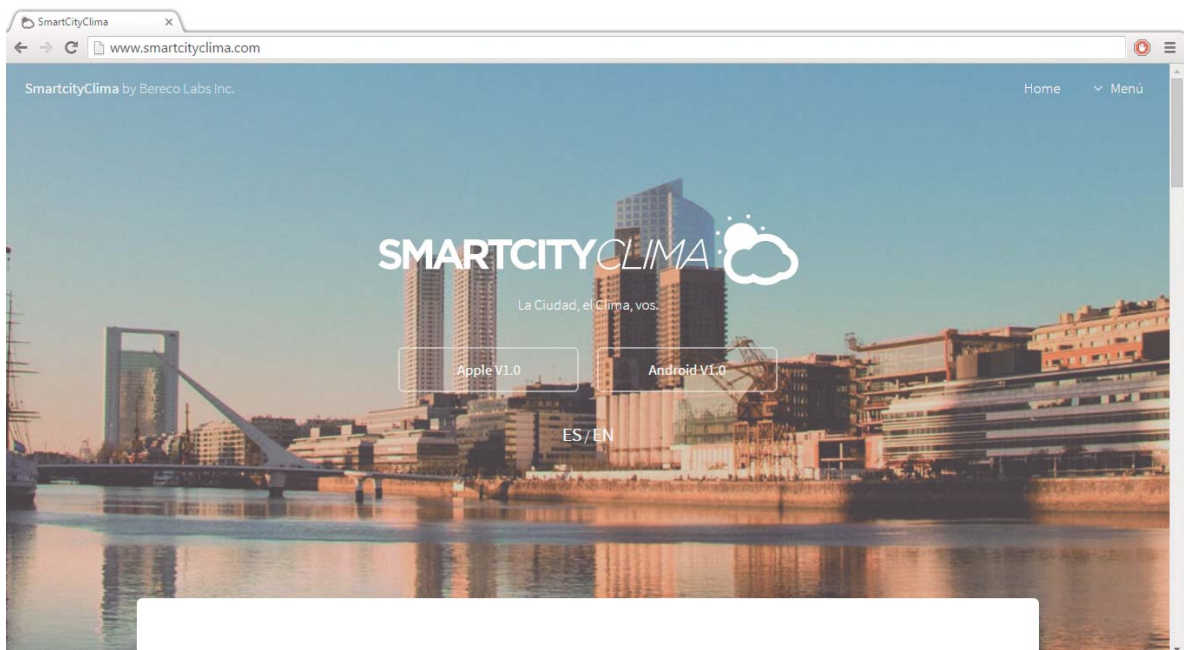 SmartCityClima
www.smartcityclima.com
SmartcityClima by Bereco Labs Inc.
Home
Menú
SMARTCITYCLIMA
La Ciudad, el Clima, vos.
Apple V1.0
Android V1.0
ES / EN